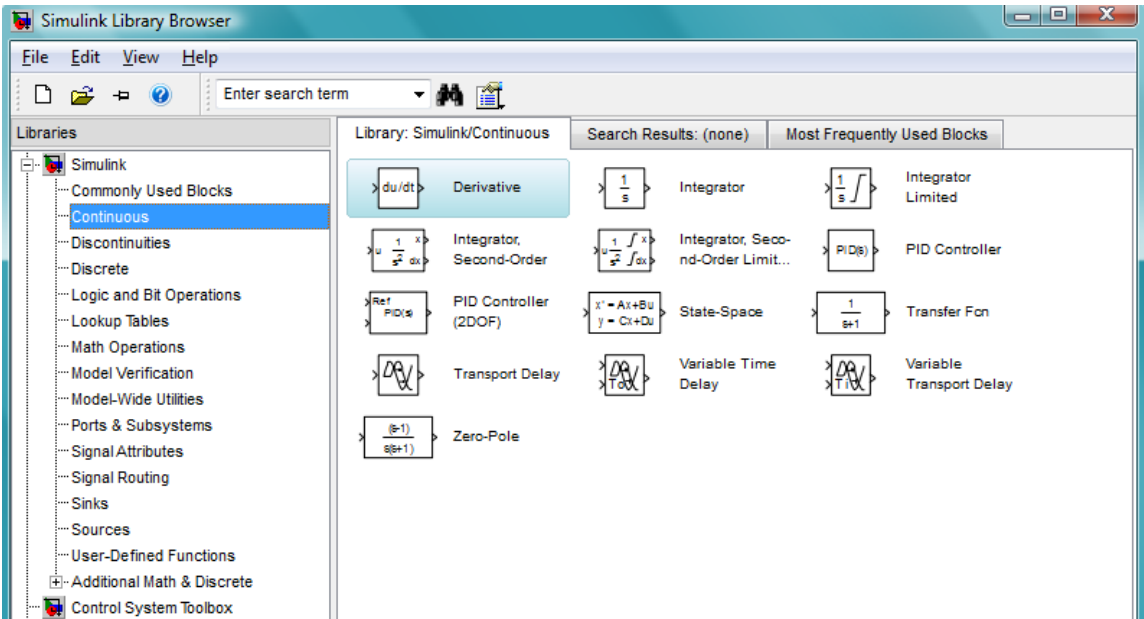 Simulink Library Browser
File Edit View Help
Enter search term
Libraries
Library: Simulink/Continuous
Search Results: (none)
Most Frequently Used Blocks
Simulink
Commonly Used Blocks
Continuous
Discontinuities
Discrete
Logic and Bit Operations
Lookup Tables
Math Operations
Model Verification
Model-Wide Utilities
Ports & Subsystems
Signal Attributes
Signal Routing
Sinks
Sources
User-Defined Functions
Additional Math & Discrete
Control System Toolbox
du/dt
Derivative
1
s
Integrator
1
s
Integrator
Limited
u 1 x
s² dx
Integrator,
Second-Order
u 1 x
s² dx
Integrator, Seco-
nd-Order Limit...
PID(s)
PID Controller
Ref
PID(s)
PID Controller
(2DOF)
x' = Ax+Bu
y = Cx+Du
State-Space
1
s+1
Transfer Fcn
Transport Delay
To
Variable Time
Delay
Ti
Variable
Transport Delay
(s-1)
s(s+1)
Zero-Pole